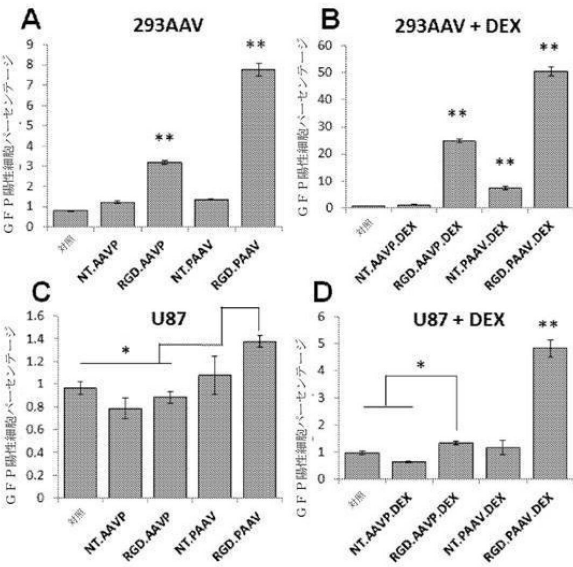 A
293AAV
GFP陽性細胞パーセンテージ
9
8
7
6
5
4
3
2
1
0
**
**
対照
NT.AAVP
RGD.AAVP
NT.PAAV
RGD.PAAV
B
293AAV + DEX
GFP陽性細胞パーセンテージ
60
50
40
30
20
10
0
**
**
**
対照
NT.AAVP.DEX
RGD.AAVP.DEX
NT.PAAV.DEX
RGD.PAAV.DEX
C
U87
GFP陽性細胞パーセンテージ
1.6
1.4
1.2
1
0.8
0.6
0.4
0.2
0
*
対照
NT.AAVP
RGD.AAVP
NT.PAAV
RGD.PAAV
D
U87 + DEX
GFP陽性細胞パーセンテージ
6
5
4
3
2
1
0
*
**
対照
NT.AAVP.DEX
RGD.AAVP.DEX
NT.PAAV.DEX
RGD.PAAV.DEX